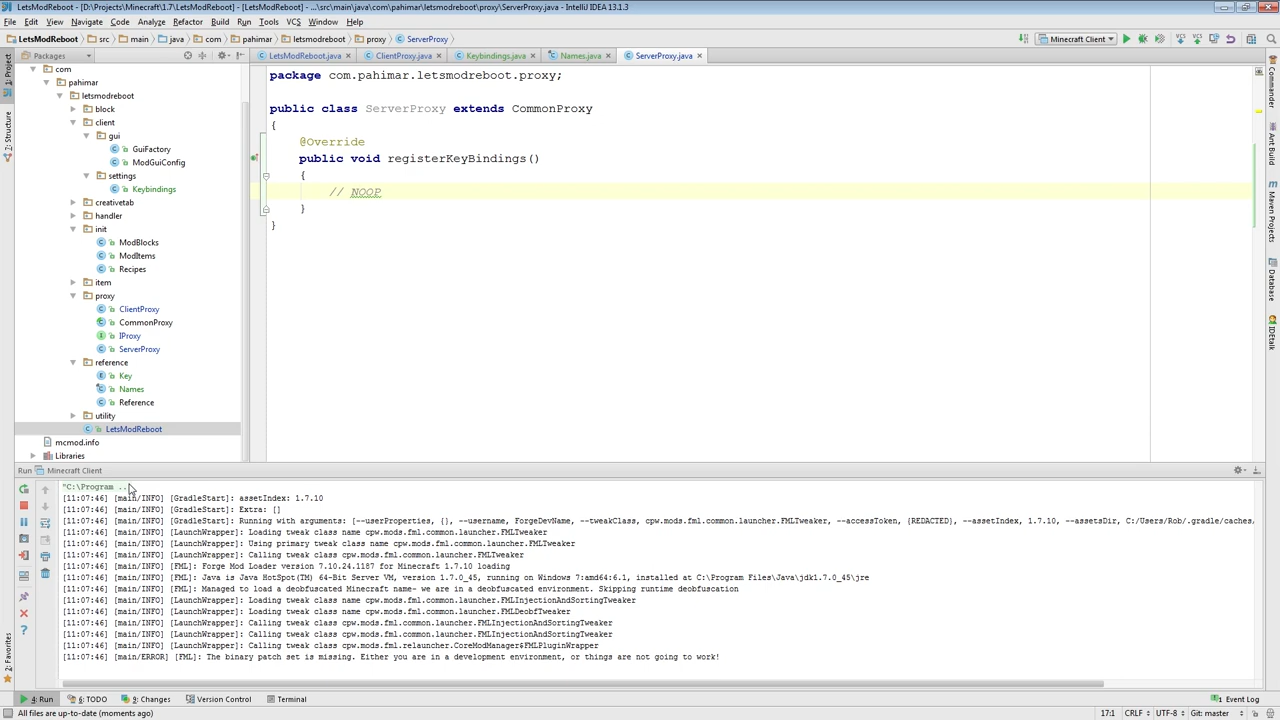 LetsModReboot - [D:\Projects\Minecraft\1.7\LetsModReboot] - [LetsModReboot] - ...\src\main\java\com\pahimar\letsmodreboot\proxy\ServerProxy.java - IntelliJ IDEA 13.1.3
File Edit View Navigate Code Analyze Refactor Build Run Tools VCS Window Help
LetsModReboot src main java com pahimar letsmodreboot proxy ServerProxy
Minecraft Client
Packages
LetsModReboot.java ClientProxy.java Keybindings.java Names.java ServerProxy.java
1: Project
7: Structure
2: Favorites
com
pahimar
letsmodreboot
block
client
gui
GuiFactory
ModGuiConfig
settings
Keybindings
creativetab
handler
init
ModBlocks
ModItems
Recipes
item
proxy
ClientProxy
CommonProxy
IProxy
ServerProxy
reference
Key
Names
Reference
utility
LetsModReboot
mcmod.info
Libraries
package com.pahimar.letsmodreboot.proxy;
public class ServerProxy extends CommonProxy
{
@Override
public void registerKeyBindings()
{
// NOOP
}
}
Commander
Ant Build
Maven Projects
Database
IDEtalk
Run Minecraft Client
"C:\Program ...
[11:07:46] [main/INFO] [GradleStart]: assetIndex: 1.7.10
[11:07:46] [main/INFO] [GradleStart]: Extra: []
[11:07:46] [main/INFO] [GradleStart]: Running with arguments: [--userProperties, {}, --username, ForgeDevName, --tweakClass, cpw.mods.fml.common.launcher.FMLTweaker, --accessToken, {REDACTED}, --assetIndex, 1.7.10, --assetsDir, C:/Users/Rob/.gradle/caches,
[11:07:46] [main/INFO] [LaunchWrapper]: Loading tweak class name cpw.mods.fml.common.launcher.FMLTweaker
[11:07:46] [main/INFO] [LaunchWrapper]: Using primary tweak class name cpw.mods.fml.common.launcher.FMLTweaker
[11:07:46] [main/INFO] [LaunchWrapper]: Calling tweak class cpw.mods.fml.common.launcher.FMLTweaker
[11:07:46] [main/INFO] [FML]: Forge Mod Loader version 7.10.24.1187 for Minecraft 1.7.10 loading
[11:07:46] [main/INFO] [FML]: Java is Java HotSpot(TM) 64-Bit Server VM, version 1.7.0_45, running on Windows 7:amd64:6.1, installed at C:\Program Files\Java\jdk1.7.0_45\jre
[11:07:46] [main/INFO] [FML]: Managed to load a deobfuscated Minecraft name- we are in a deobfuscated environment. Skipping runtime deobfuscation
[11:07:46] [main/INFO] [LaunchWrapper]: Loading tweak class name cpw.mods.fml.common.launcher.FMLInjectionAndSortingTweaker
[11:07:46] [main/INFO] [LaunchWrapper]: Loading tweak class name cpw.mods.fml.common.launcher.FMLDeobfTweaker
[11:07:46] [main/INFO] [LaunchWrapper]: Calling tweak class cpw.mods.fml.common.launcher.FMLInjectionAndSortingTweaker
[11:07:46] [main/INFO] [LaunchWrapper]: Calling tweak class cpw.mods.fml.common.launcher.FMLInjectionAndSortingTweaker
[11:07:46] [main/INFO] [LaunchWrapper]: Calling tweak class cpw.mods.fml.relauncher.CoreModManager$FMLPluginWrapper
[11:07:46] [main/ERROR] [FML]: The binary patch set is missing. Either you are in a development environment, or things are not going to work!
4: Run 6: TODO 9: Changes Version Control Terminal Event Log
All files are up-to-date (moments ago) 17:1 CRLF UTF-8 Git: master